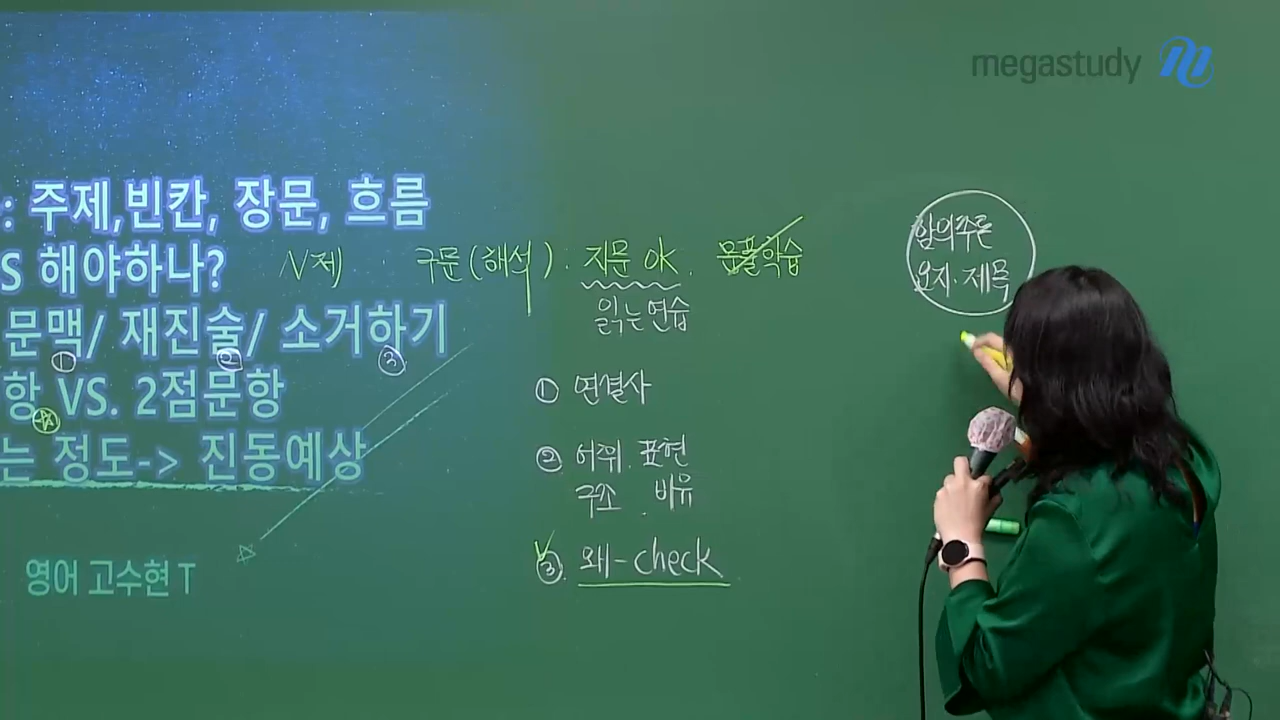 megastudy
: 주제,빈칸, 장문, 흐름
S 해야하나?
문맥/ 재진술/ 소거하기
① ② ③
항 VS. 2점문항
는 정도-> 진동예상
영어 고수현 T
N제 구문(해석). 지문 OK. 문풀학습
읽는연습
① 연결사
② 어휘. 표현
구조. 비유
③ 왜-check
함의주론
요지·제목